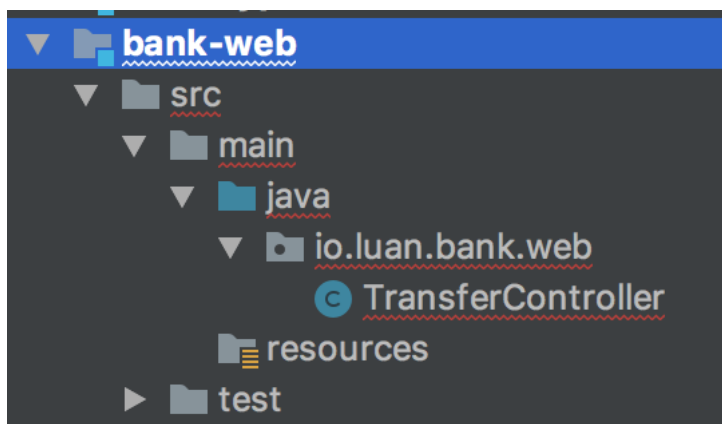 bank-web
src
main
java
io.luan.bank.web
C TransferController
resources
test